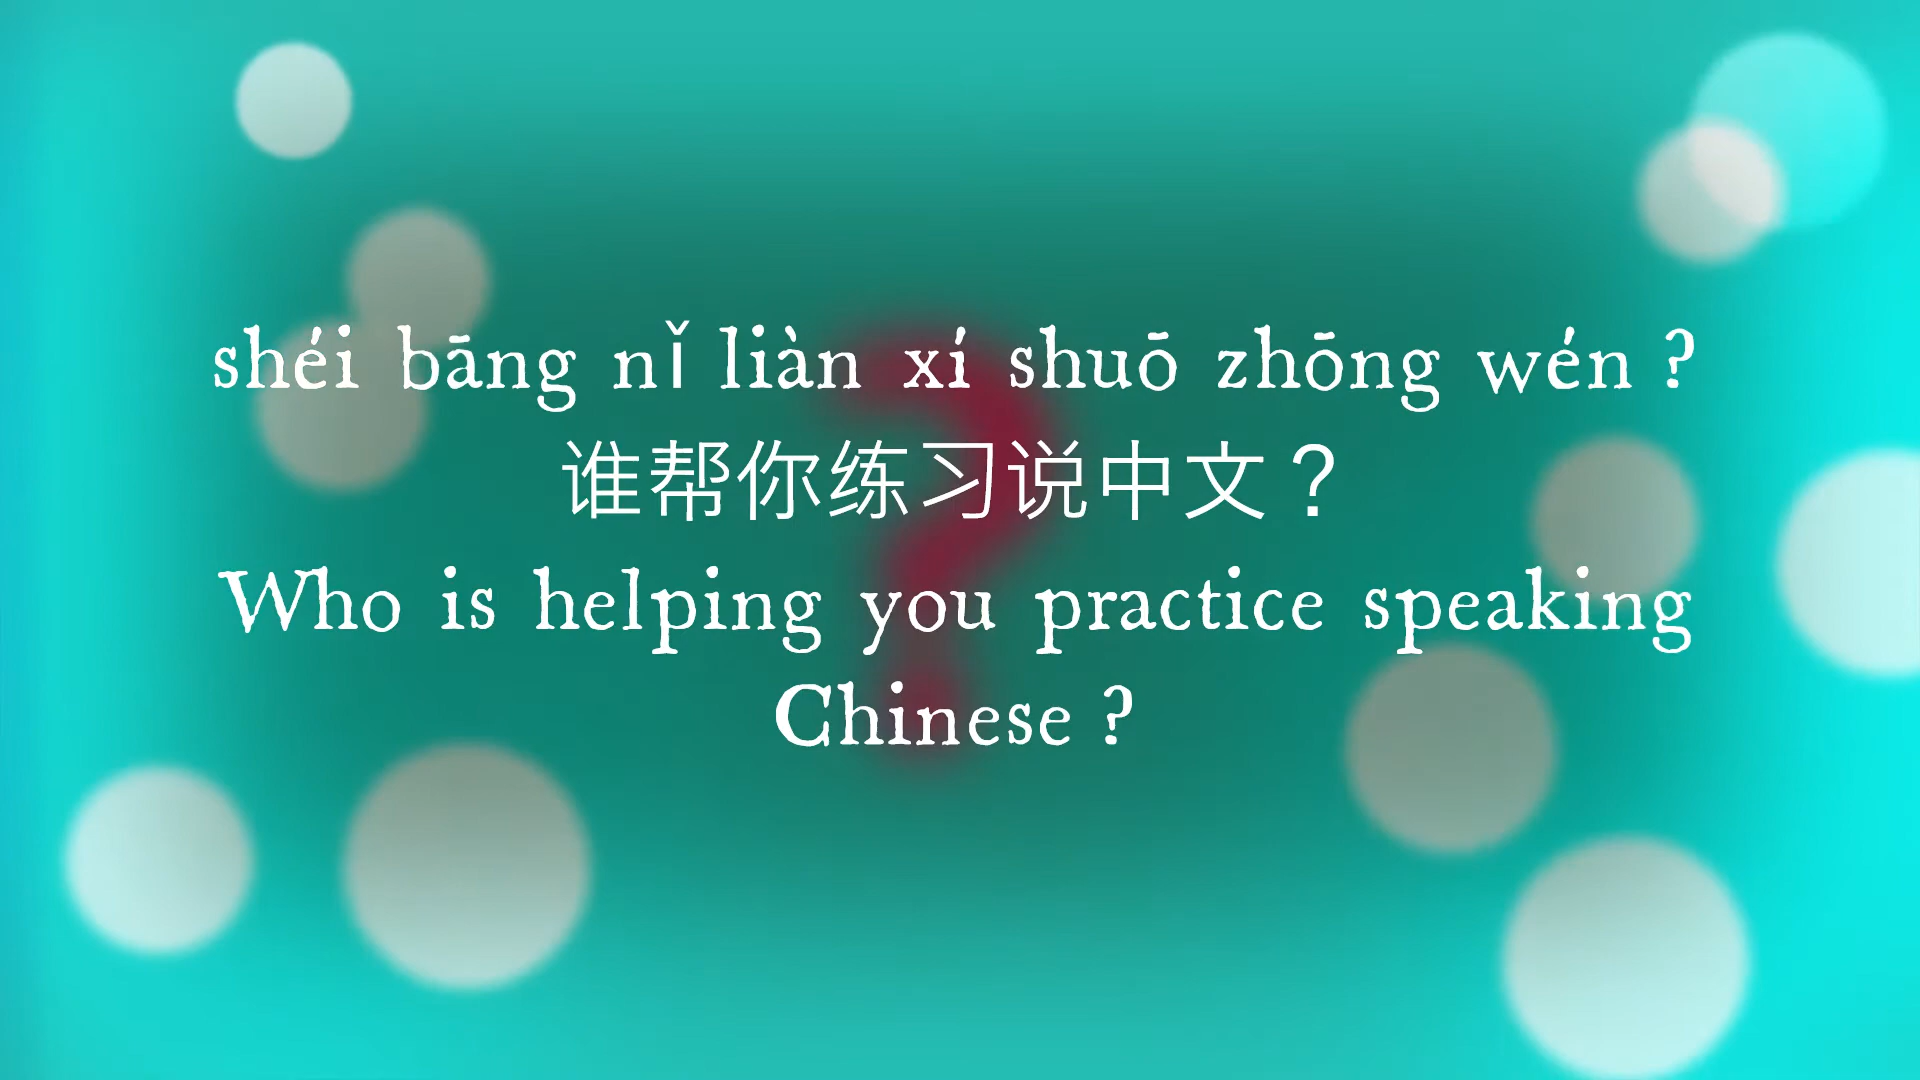 shéi bāng nǐ liàn xí shuō zhōng wén ?
谁帮你练习说中文？
Who is helping you practice speaking
Chinese ?